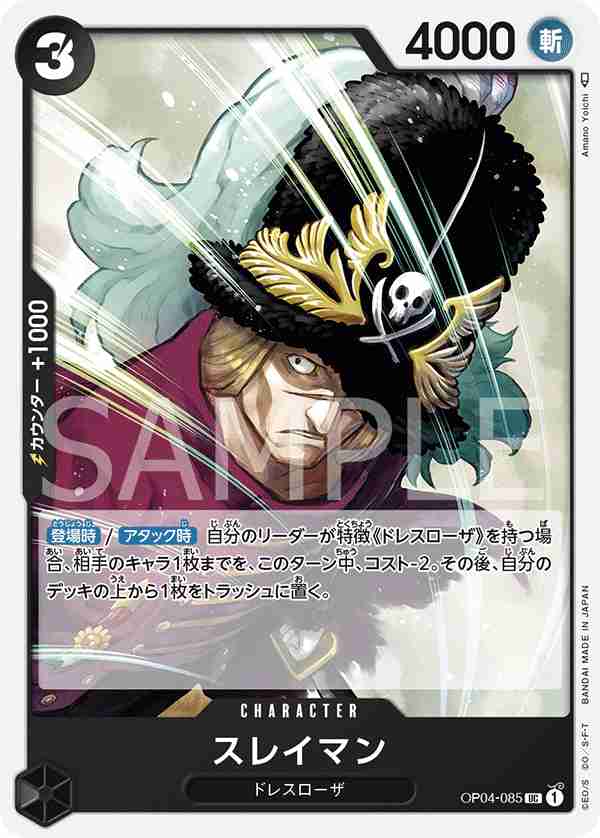 3
4000 斬
Amano Yoichi
カウンター +1000
SAMPLE
登場時 / アタック時 自分のリーダーが特徴《ドレスローザ》を持つ場
合、相手のキャラ1枚までを、このターン中、コスト-2。その後、自分の
デッキの上から1枚をトラッシュに置く。
CHARACTER
スレイマン
ドレスローザ
OP04-085 UC 1
©E.O/S ©O/S・F・T BANDAI MADE IN JAPAN